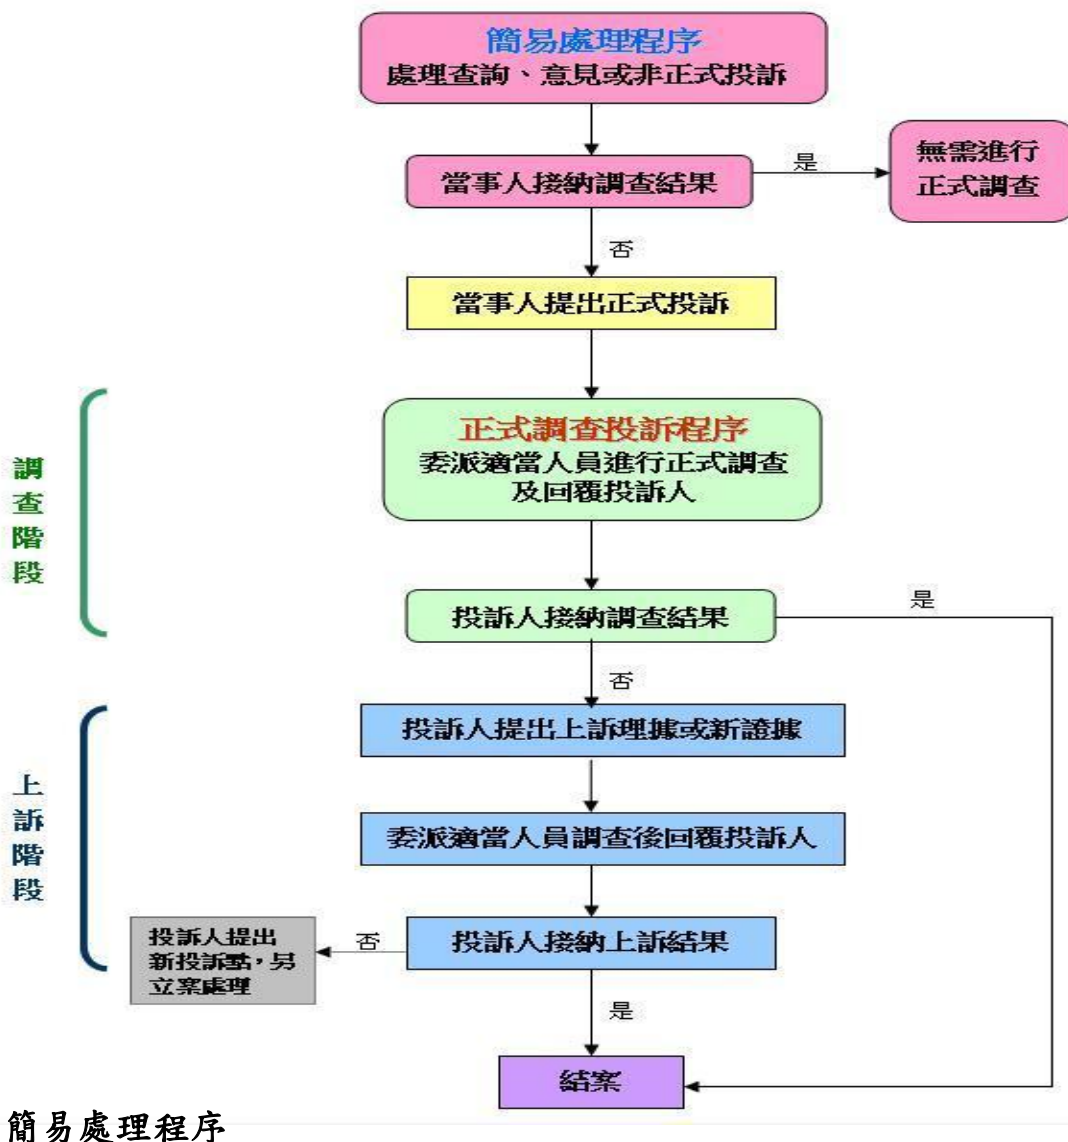 簡易處理程序
處理查詢、意見或非正式投訴
當事人接納調查結果
是
無需進行
正式調查
否
當事人提出正式投訴
調查階段
正式調查投訴程序
委派適當人員進行正式調查
及回覆投訴人
投訴人接納調查結果
是
否
上訴階段
投訴人提出上訴理據或新證據
委派適當人員調查後回覆投訴人
投訴人接納上訴結果
否
投訴人提出
新投訴點,另
立案處理
是
結案
簡易處理程序